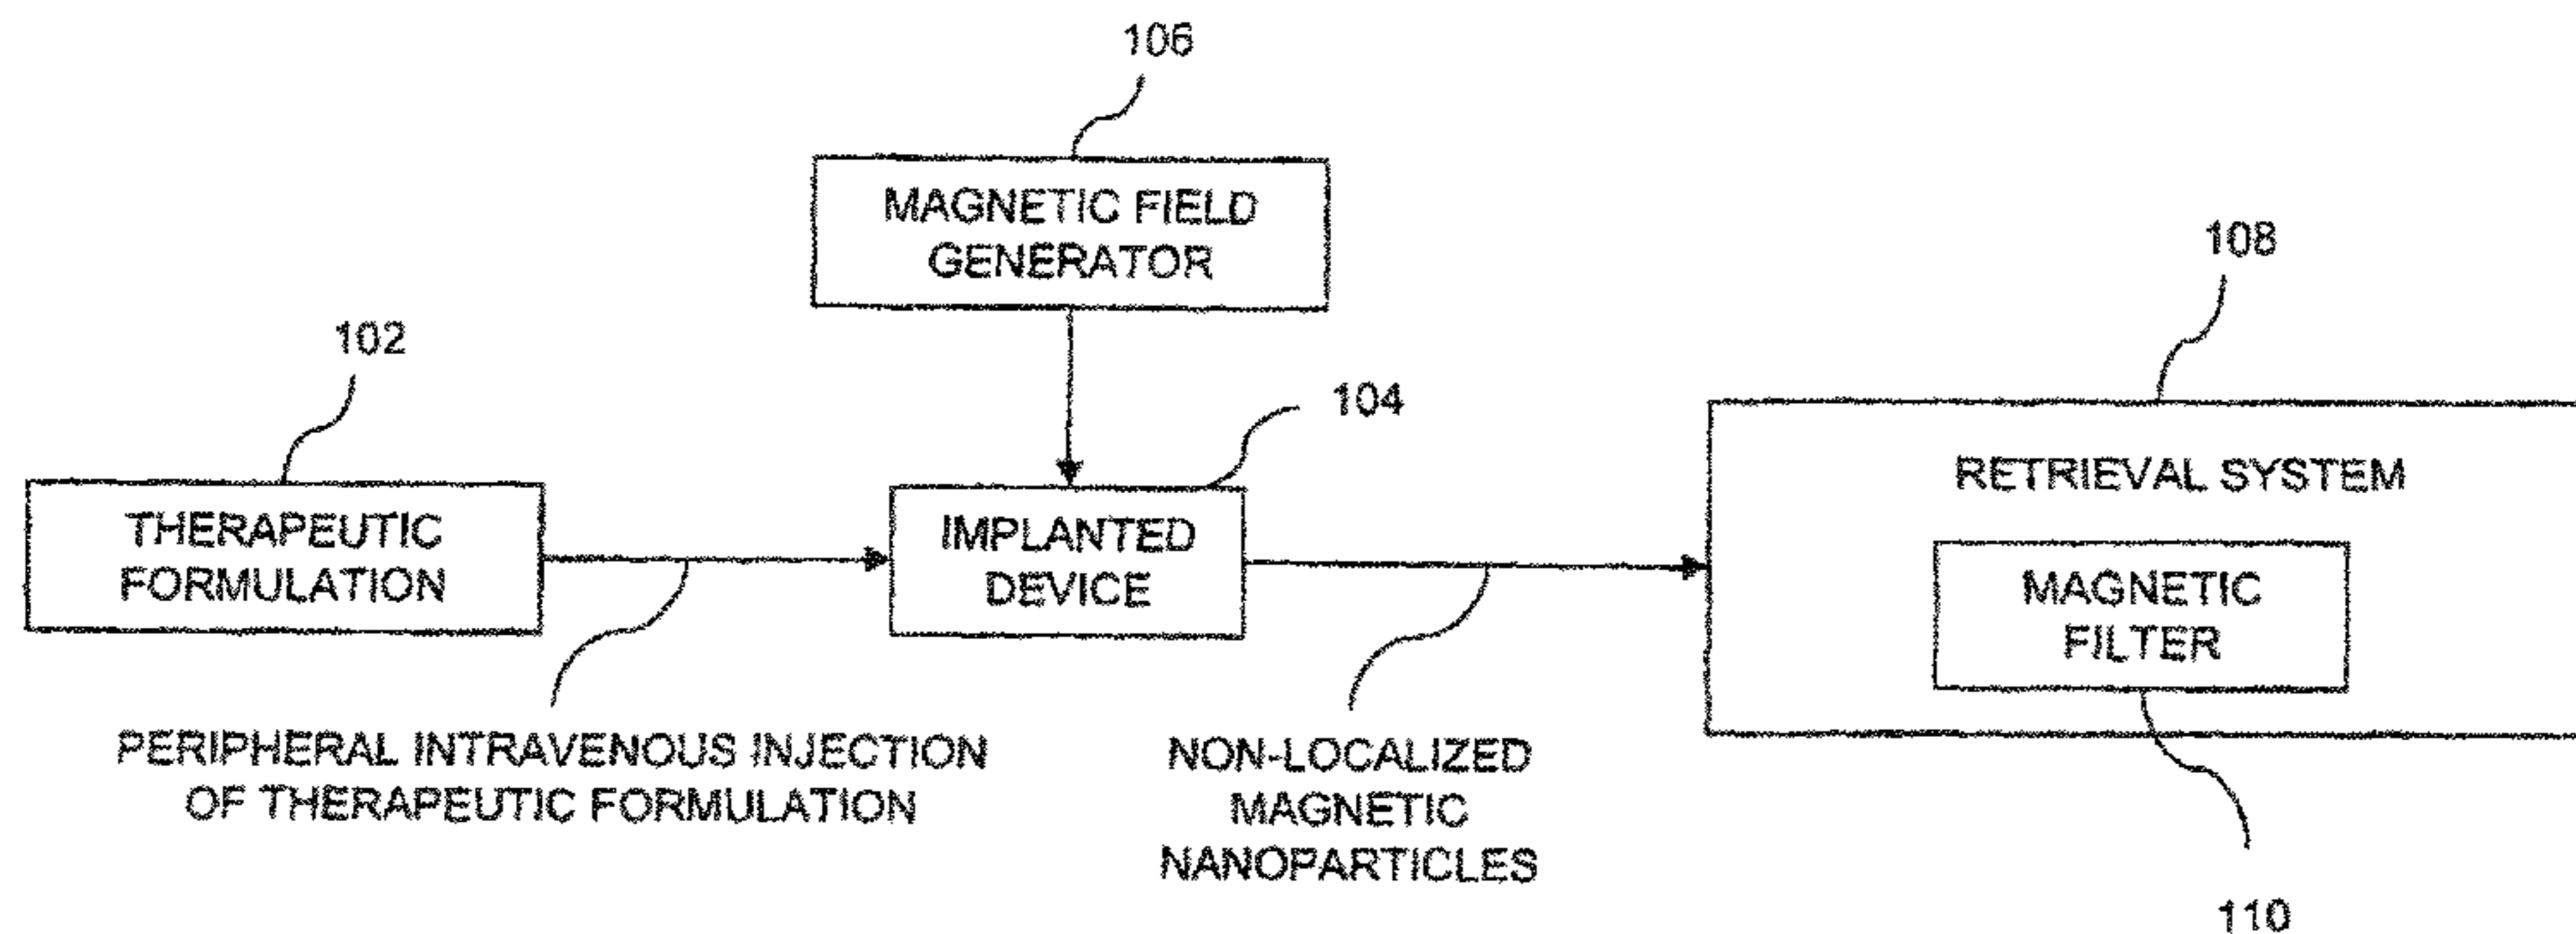 106
MAGNETIC FIELD
GENERATOR
108
102
104
RETRIEVAL SYSTEM
THERAPEUTIC
FORMULATION
IMPLANTED
DEVICE
MAGNETIC
FILTER
PERIPHERAL INTRAVENOUS INJECTION
OF THERAPEUTIC FORMULATION
NON-LOCALIZED
MAGNETIC
NANOPARTICLES
110